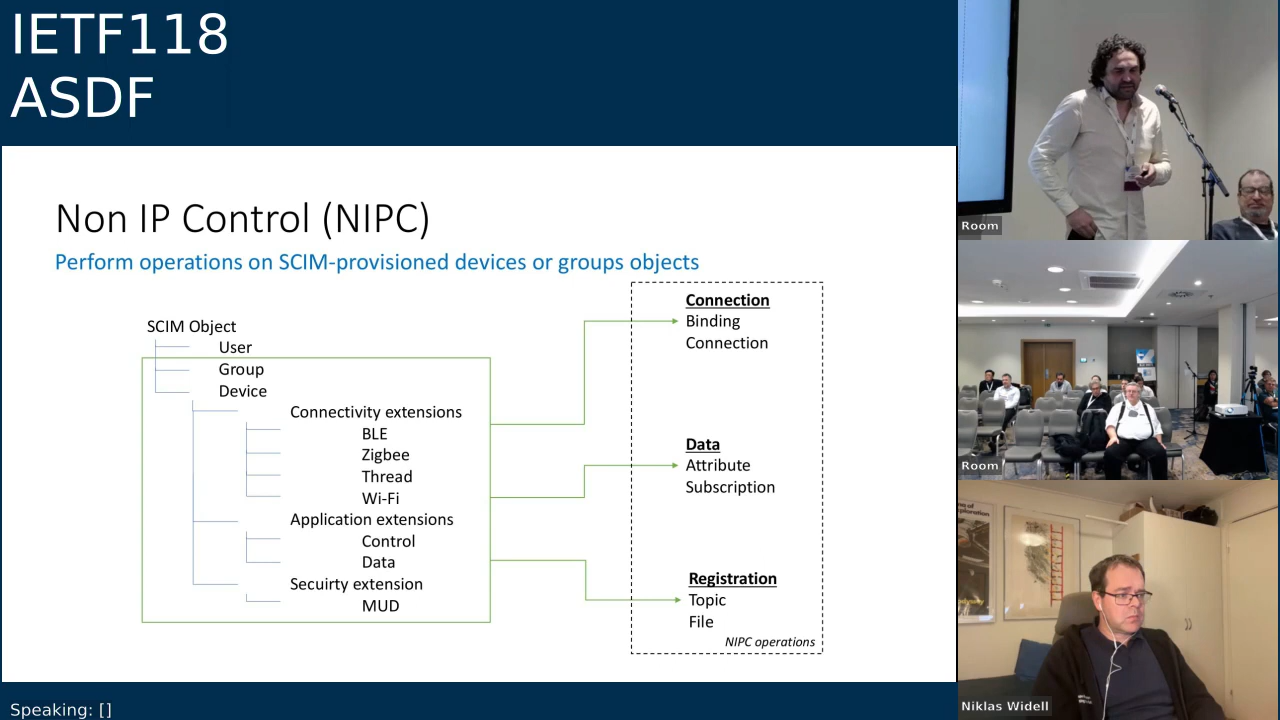 IETF118
ASDF
Non IP Control (NIPC)
Perform operations on SCIM-provisioned devices or groups objects
SCIM Object
User
Group
Device
Connectivity extensions
BLE
Zigbee
Thread
Wi-Fi
Application extensions
Control
Data
Secuirty extension
MUD
Connection
Binding
Connection
Data
Attribute
Subscription
Registration
Topic
File
NIPC operations
Room
Room
Niklas Widell
Speaking: []